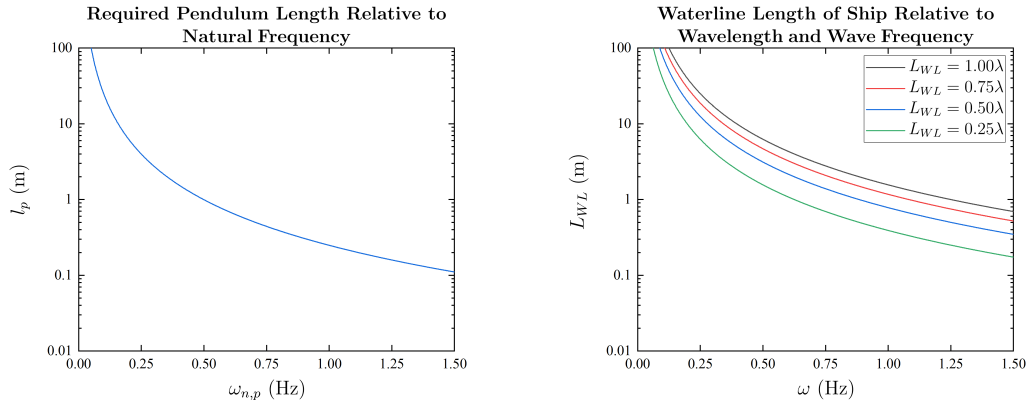 Required Pendulum Length Relative to
Natural Frequency
100
10
1
0.1
0.01
0.00 0.25 0.50 0.75 1.00 1.25 1.50
l_p (m)
ω_{n,p} (Hz)
Waterline Length of Ship Relative to
Wavelength and Wave Frequency
L_{WL} = 1.00λ
L_{WL} = 0.75λ
L_{WL} = 0.50λ
L_{WL} = 0.25λ
100
10
1
0.1
0.01
0.00 0.25 0.50 0.75 1.00 1.25 1.50
L_{WL} (m)
ω (Hz)